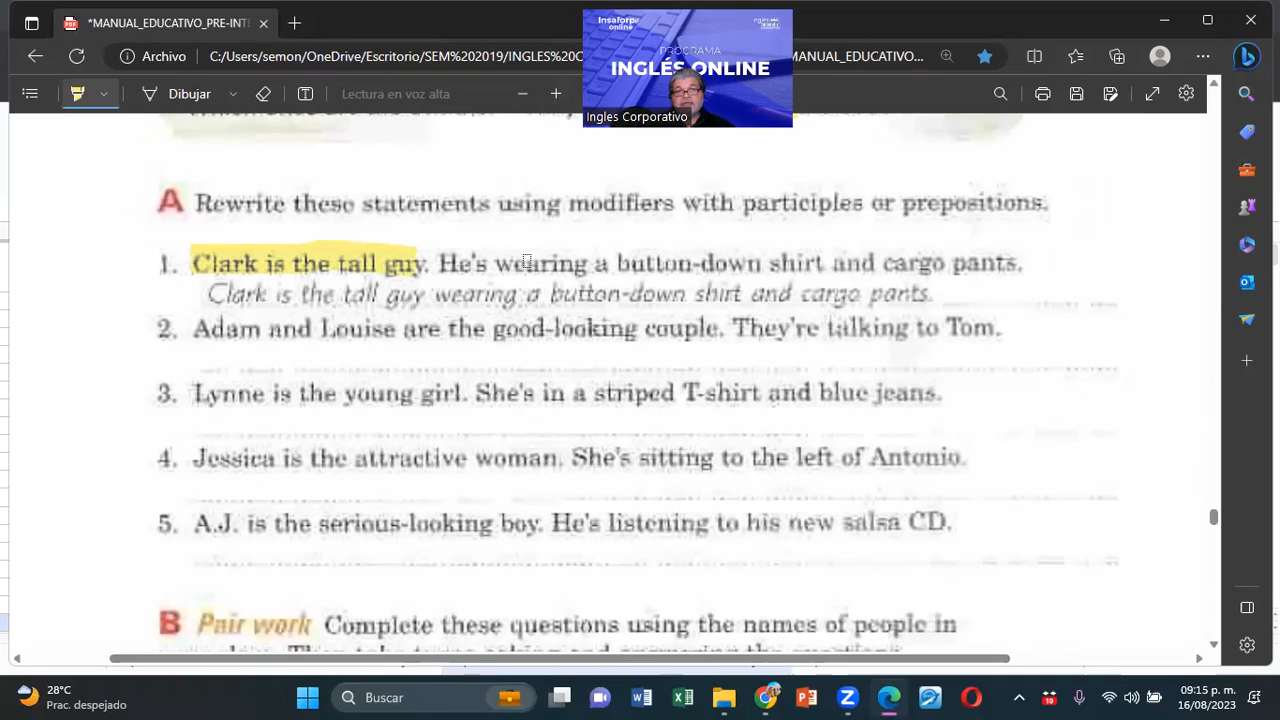 *MANUAL_EDUCATIVO_PRE-INTE
Archivo C:/Users/semon/OneDrive/Escritorio/SEM%202019/INGLES%20O MANUAL_EDUCATIVO...
Dibujar Lectura en voz alta
Insaforp online
PROGRAMA
INGLÉS ONLINE
Ingles Corporativo
A Rewrite these statements using modifiers with participles or prepositions.
1. Clark is the tall guy. He's wearing a button-down shirt and cargo pants.
Clark is the tall guy wearing a button-down shirt and cargo pants.
2. Adam and Louise are the good-looking couple. They're talking to Tom.
3. Lynne is the young girl. She's in a striped T-shirt and blue jeans.
4. Jessica is the attractive woman. She's sitting to the left of Antonio.
5. A.J. is the serious-looking boy. He's listening to his new salsa CD.
B Pair work Complete these questions using the names of people in
28°C
Prac. despejado
Buscar
10
09:15 p. m.
16/08/2023